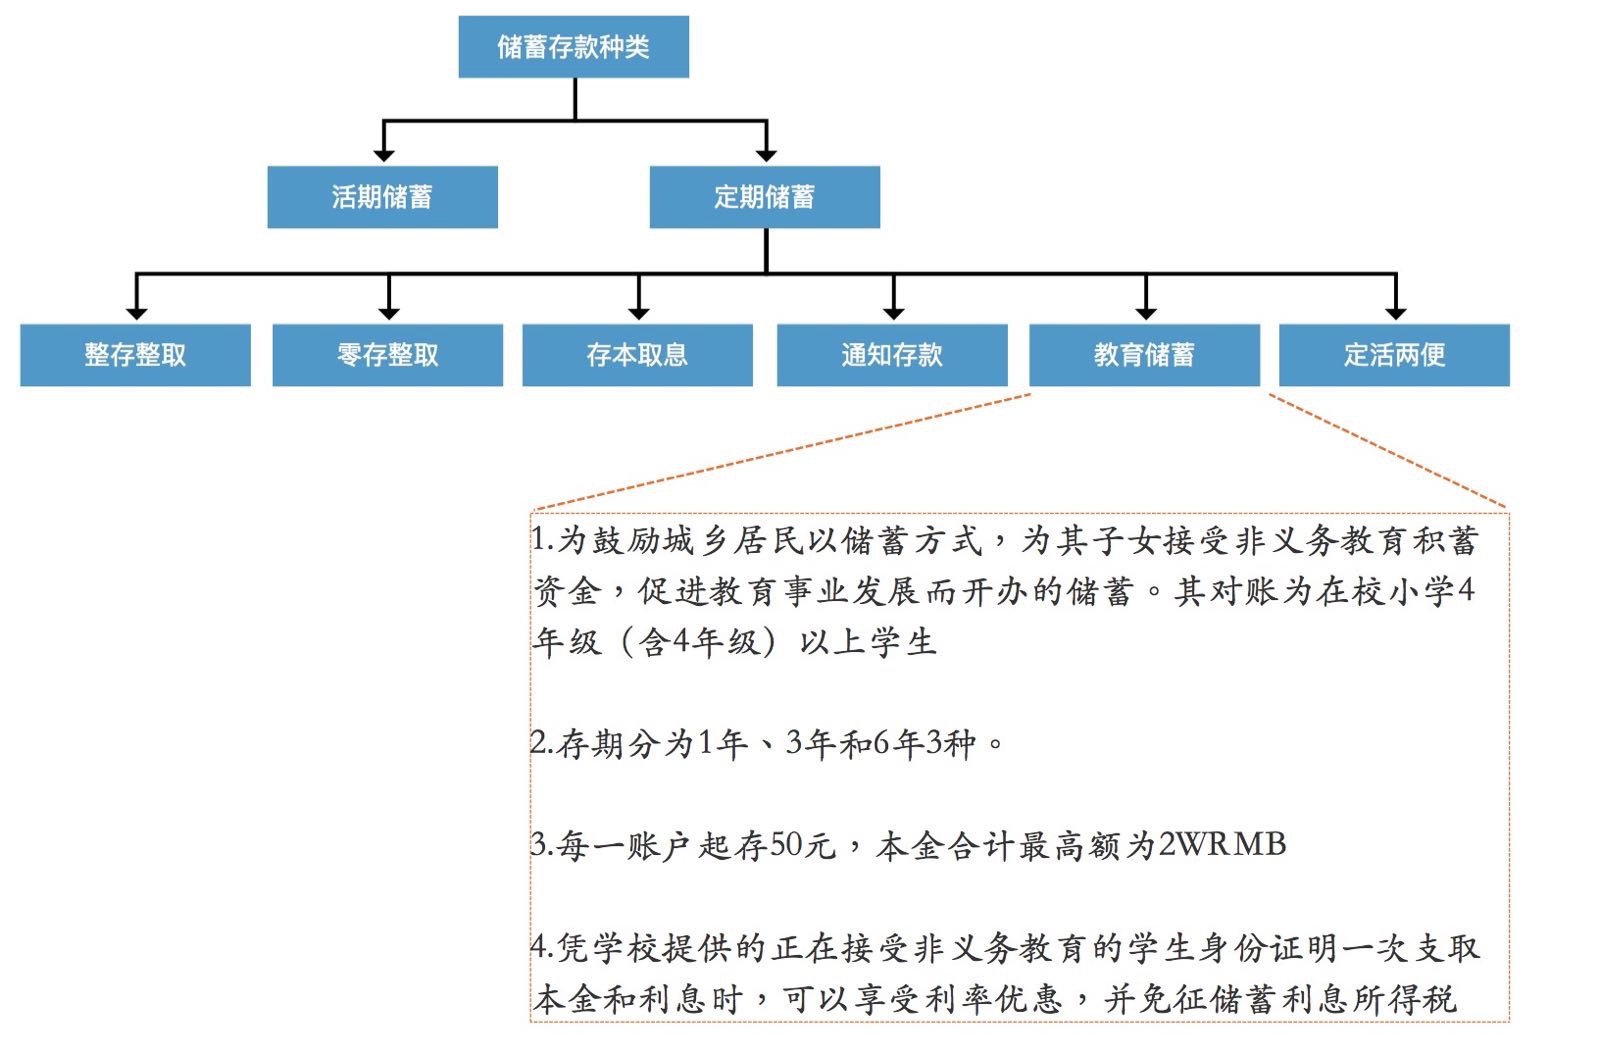 储蓄存款种类
活期储蓄
定期储蓄
整存整取
零存整取
存本取息
通知存款
教育储蓄
定活两便
1.为鼓励城乡居民以储蓄方式，为其子女接受非义务教育积蓄
资金，促进教育事业发展而开办的储蓄。其对账为在校小学4
年级（含4年级）以上学生
2.存期分为1年、3年和6年3种。
3.每一账户起存50元，本金合计最高额为2WRMB
4.凭学校提供的正在接受非义务教育的学生身份证明一次支取
本金和利息时，可以享受利率优惠，并免征储蓄利息所得税